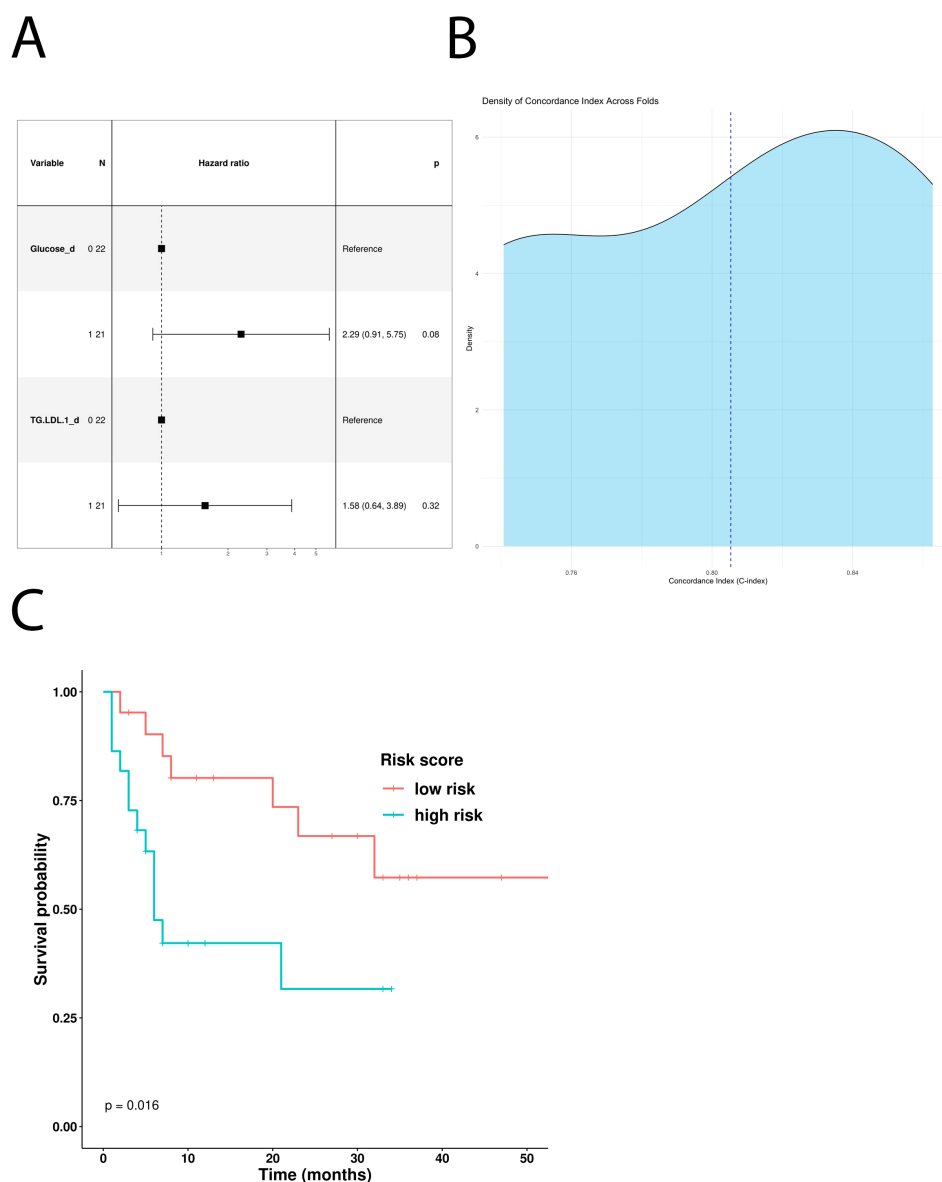 A
B
Variable N Hazard ratio p
Glucose_d 0 22 Reference
1 21 2.29 (0.91, 5.75) 0.08
TG.LDL.1_d 0 22 Reference
1 21 1.58 (0.64, 3.89) 0.32
1 2 3 4 5
Density of Concordance Index Across Folds
6
4
2
0
Density
0.76 0.80 0.84
Concordance Index (C-index)
C
1.00
0.75
0.50
0.25
0.00
Survival probability
Risk score
low risk
high risk
p = 0.016
0 10 20 30 40 50
Time (months)